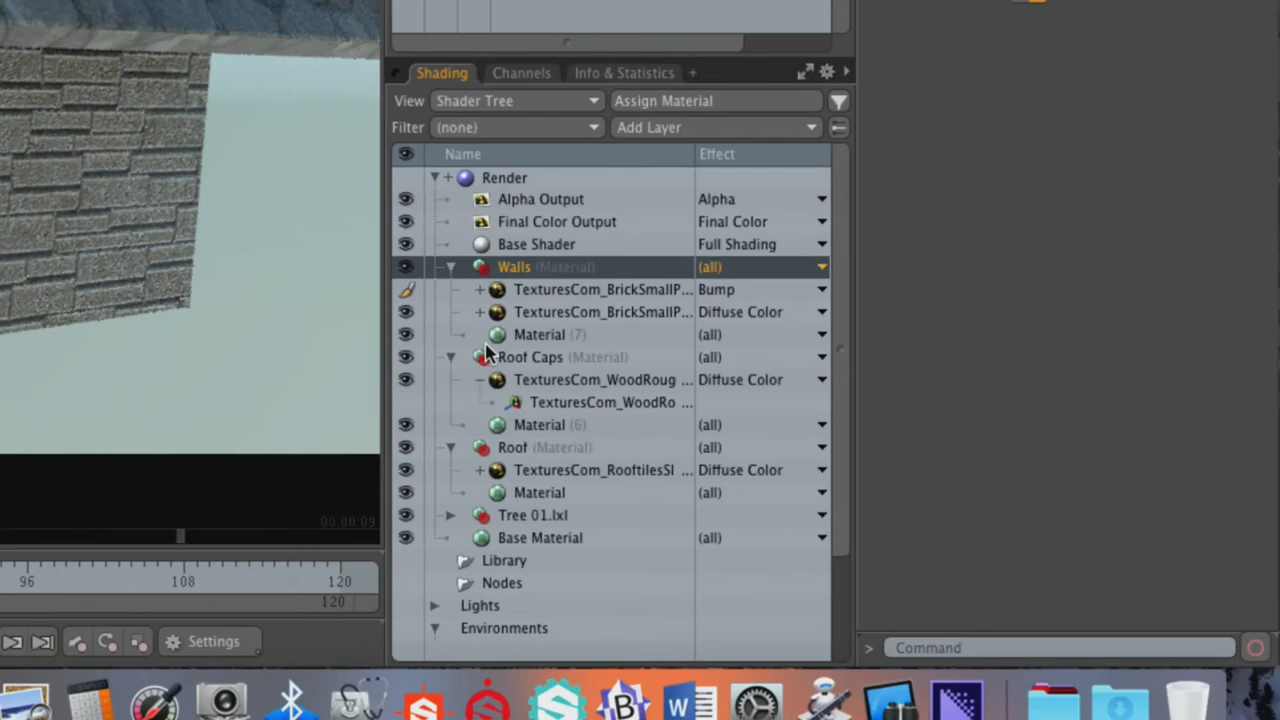 Shading Channels Info & Statistics +
View Shader Tree Assign Material
Filter (none) Add Layer
Name Effect
Render
Alpha Output Alpha
Final Color Output Final Color
Base Shader Full Shading
Walls (Material) (all)
TexturesCom_BrickSmallP... Bump
TexturesCom_BrickSmallP... Diffuse Color
Material (7) (all)
Roof Caps (Material) (all)
TexturesCom_WoodRoug ... Diffuse Color
TexturesCom_WoodRo ...
Material (6) (all)
Roof (Material) (all)
TexturesCom_RooftilesSl ... Diffuse Color
Material (all)
00:00:09
Tree 01.lxl
Base Material (all)
Library
Nodes
Lights
Environments
96 108 120
120
Settings
> Command
B
W